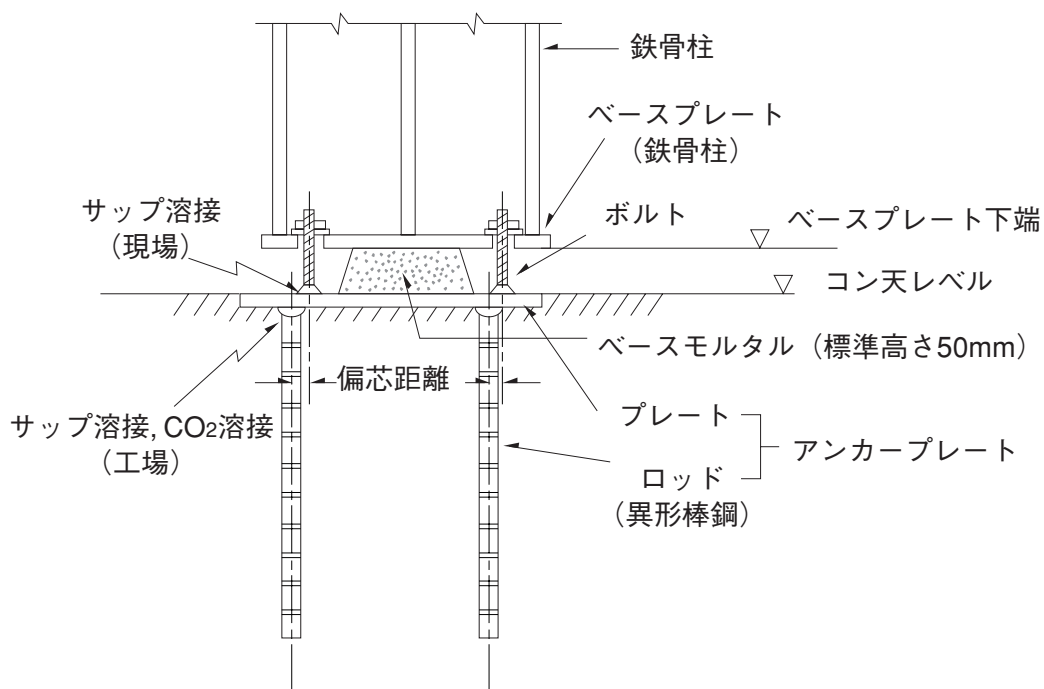 鉄骨柱
ベースプレート
（鉄骨柱）
サップ溶接
（現場）
ボルト
ベースプレート下端
コン天レベル
ベースモルタル（標準高さ50mm）
偏芯距離
サップ溶接, CO2溶接
（工場）
プレート
アンカープレート
ロッド
（異形棒鋼）